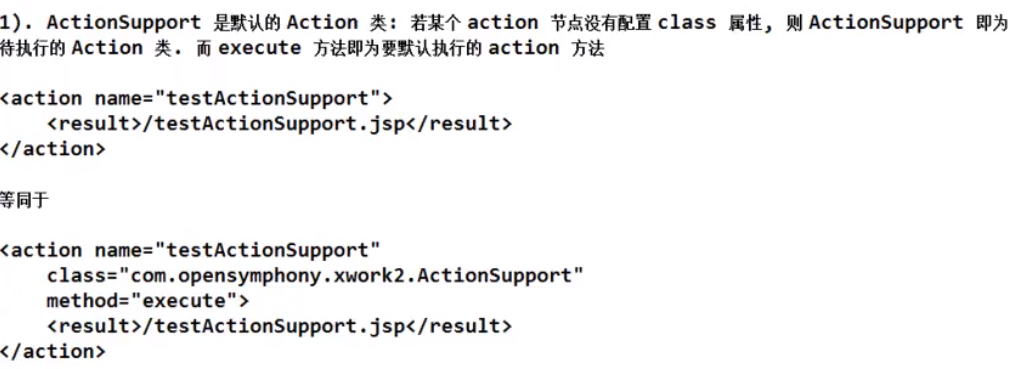 1). ActionSupport 是默认的 Action 类: 若某个 action 节点没有配置 class 属性, 则 ActionSupport 即为
待执行的 Action 类. 而 execute 方法即为要默认执行的 action 方法
<action name="testActionSupport">
    <result>/testActionSupport.jsp</result>
</action>
等同于
<action name="testActionSupport"
    class="com.opensymphony.xwork2.ActionSupport"
    method="execute">
    <result>/testActionSupport.jsp</result>
</action>